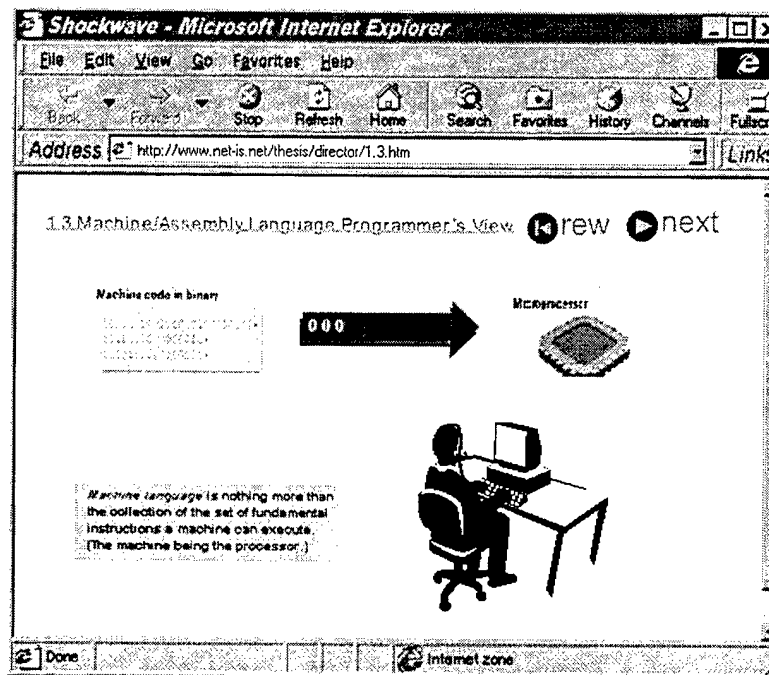 Shockwave - Microsoft Internet Explorer
File Edit View Go Favorites Help
Back Forward Stop Refresh Home Search Favorites History Channels Fullscr
Address http://www.net-is.net/thesis/director/1.3.htm Links
1.3 Machine/Assembly Language Programmer's View rew next
Machine code in binary
Microprocessor
000
Machine language is nothing more than
the collection of the set of fundamental
instructions a machine can execute.
(The machine being the processor.)
Done Internet zone